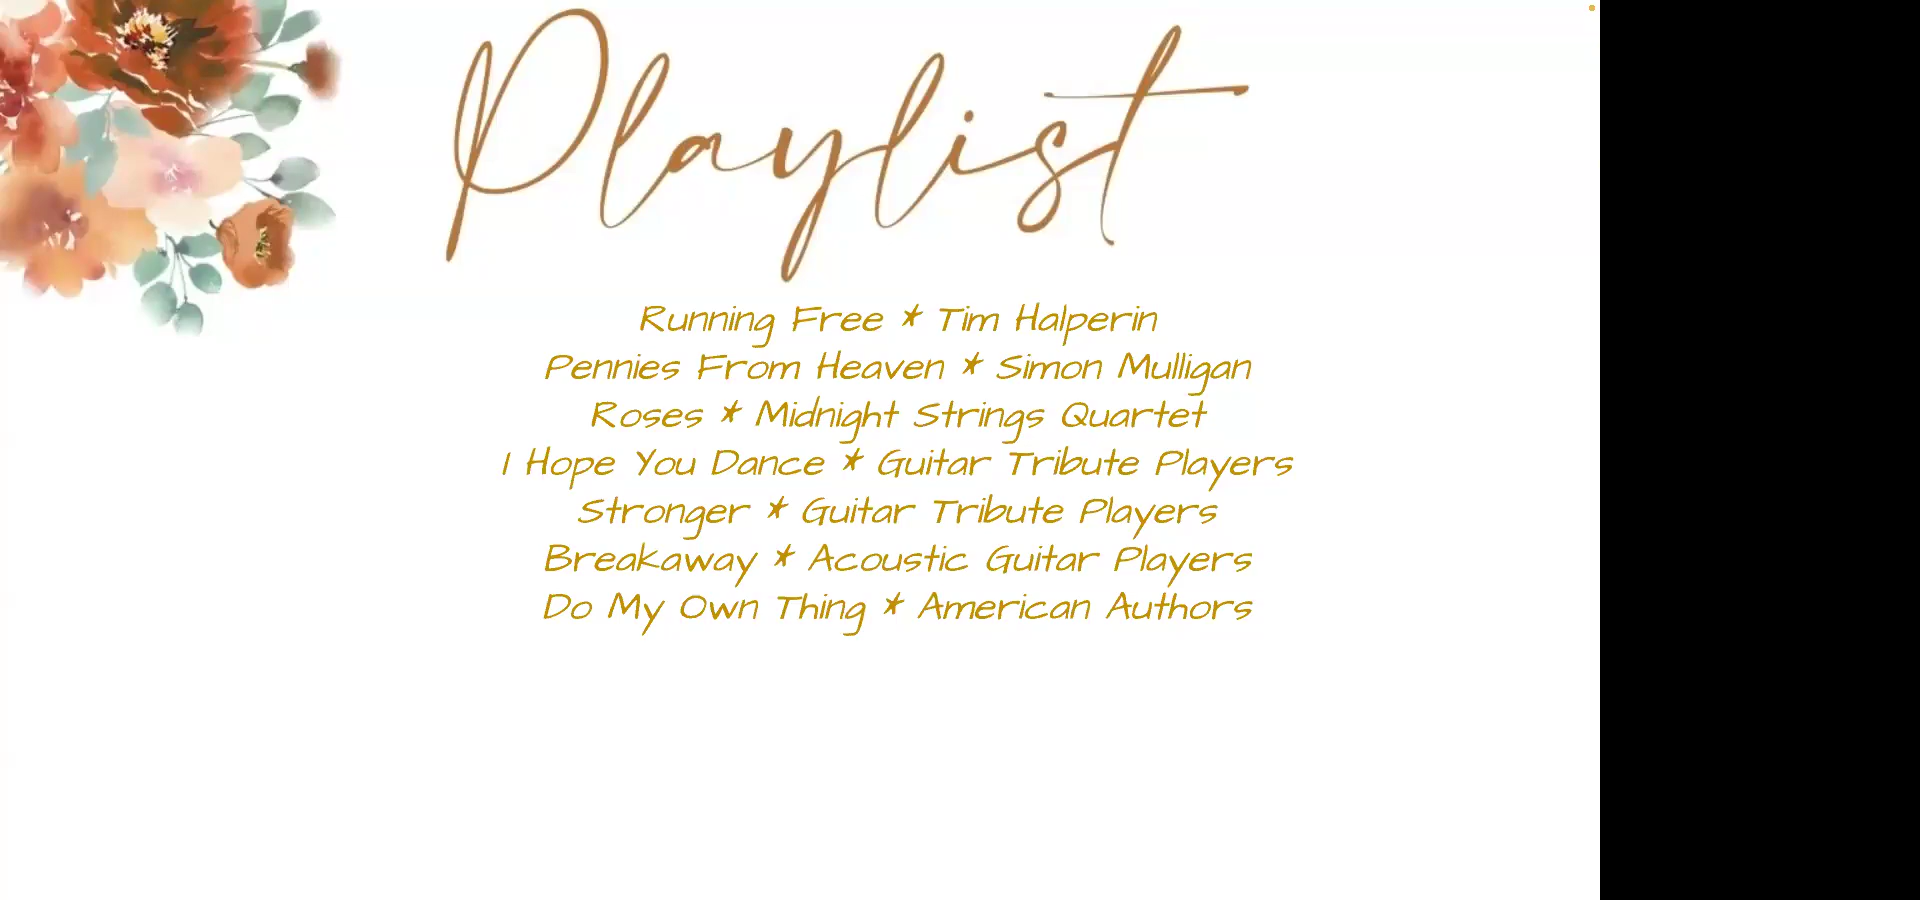 Playlist
Running Free * Tim Halperin
Pennies From Heaven * Simon Mulligan
Roses * Midnight Strings Quartet
I Hope You Dance * Guitar Tribute Players
Stronger * Guitar Tribute Players
Breakaway * Acoustic Guitar Players
Do My Own Thing * American Authors